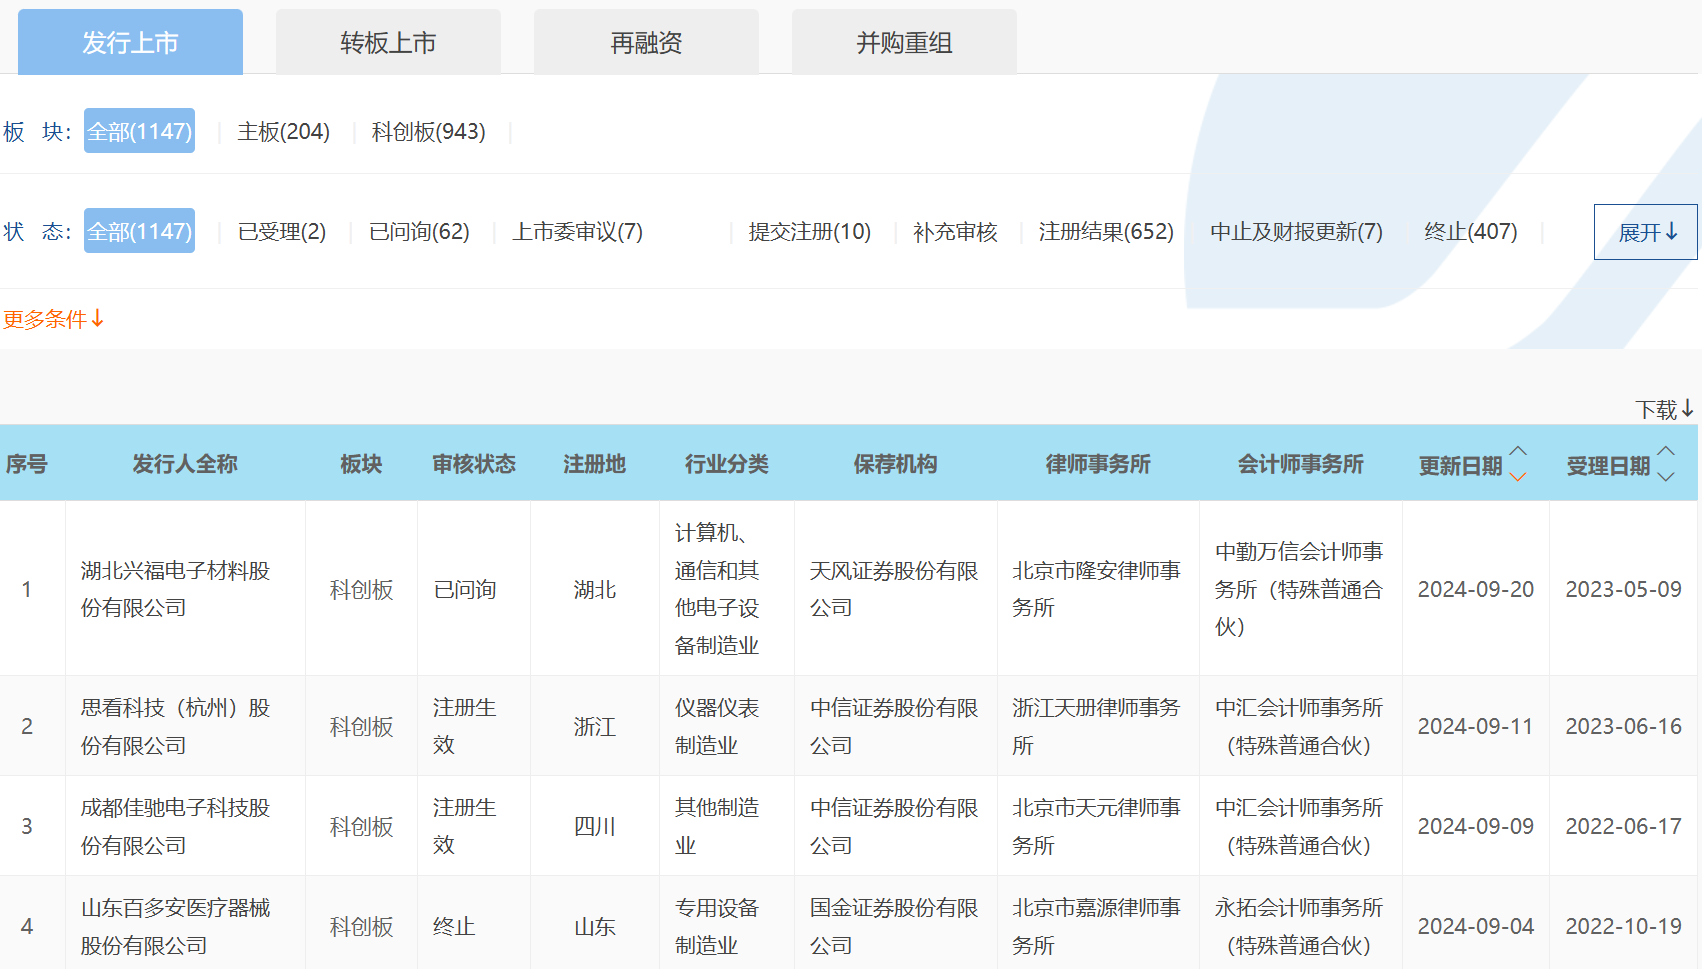 发行上市 转板上市 再融资 并购重组
板 块： 全部(1147) 主板(204) 科创板(943)
状 态： 全部(1147) 已受理(2) 已问询(62) 上市委审议(7) 提交注册(10) 补充审核 注册结果(652) 中止及财报更新(7) 终止(407) 展开↓
更多条件↓
下载↓
序号 发行人全称 板块 审核状态 注册地 行业分类 保荐机构 律师事务所 会计师事务所 更新日期 受理日期
1
湖北兴福电子材料股
份有限公司
科创板
已问询
湖北
计算机、
通信和其
他电子设
备制造业
天风证券股份有限
公司
北京市隆安律师事
务所
中勤万信会计师事
务所（特殊普通合
伙）
2024-09-20
2023-05-09
2
思看科技（杭州）股
份有限公司
科创板
注册生
效
浙江
仪器仪表
制造业
中信证券股份有限
公司
浙江天册律师事务
所
中汇会计师事务所
（特殊普通合伙）
2024-09-11
2023-06-16
3
成都佳驰电子科技股
份有限公司
科创板
注册生
效
四川
其他制造
业
中信证券股份有限
公司
北京市天元律师事
务所
中汇会计师事务所
（特殊普通合伙）
2024-09-09
2022-06-17
4
山东百多安医疗器械
股份有限公司
科创板
终止
山东
专用设备
制造业
国金证券股份有限
公司
北京市嘉源律师事
务所
永拓会计师事务所
（特殊普通合伙）
2024-09-04
2022-10-19